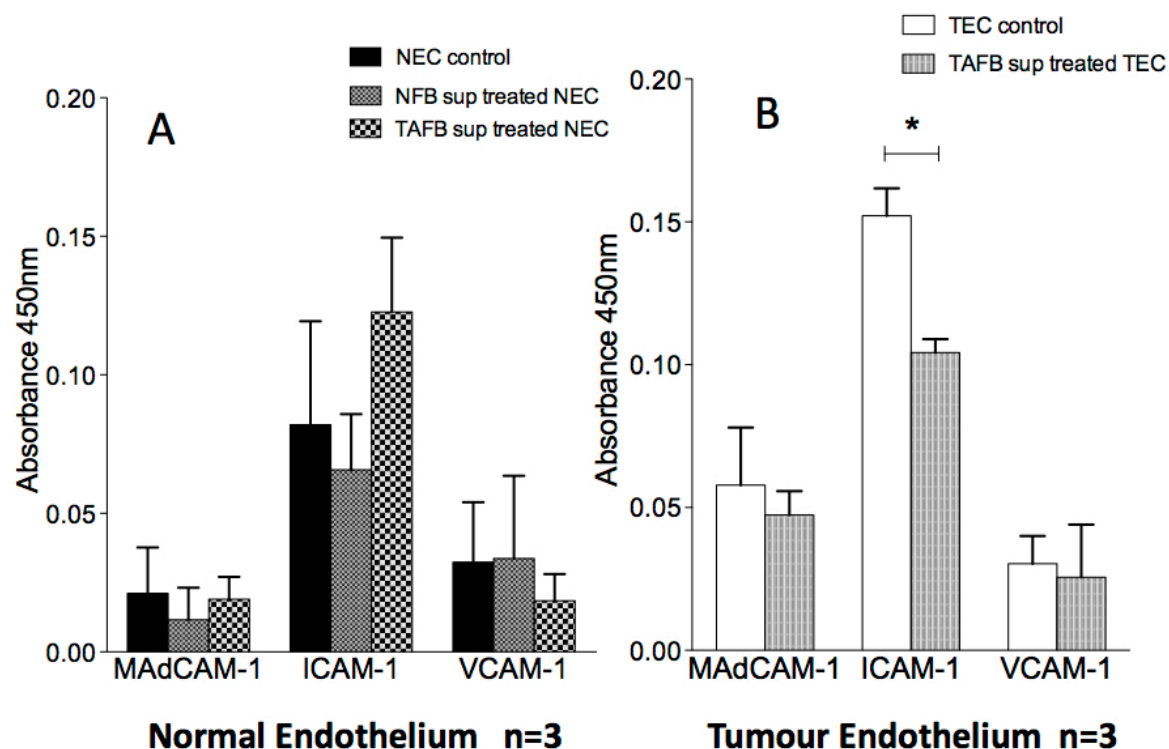 NEC control
NFB sup treated NEC
TAFB sup treated NEC
A
Absorbance 450nm
0.20
0.15
0.10
0.05
0.00
MAdCAM-1 ICAM-1 VCAM-1
Normal Endothelium n=3
TEC control
TAFB sup treated TEC
B
*
Absorbance 450nm
0.20
0.15
0.10
0.05
0.00
MAdCAM-1 ICAM-1 VCAM-1
Tumour Endothelium n=3